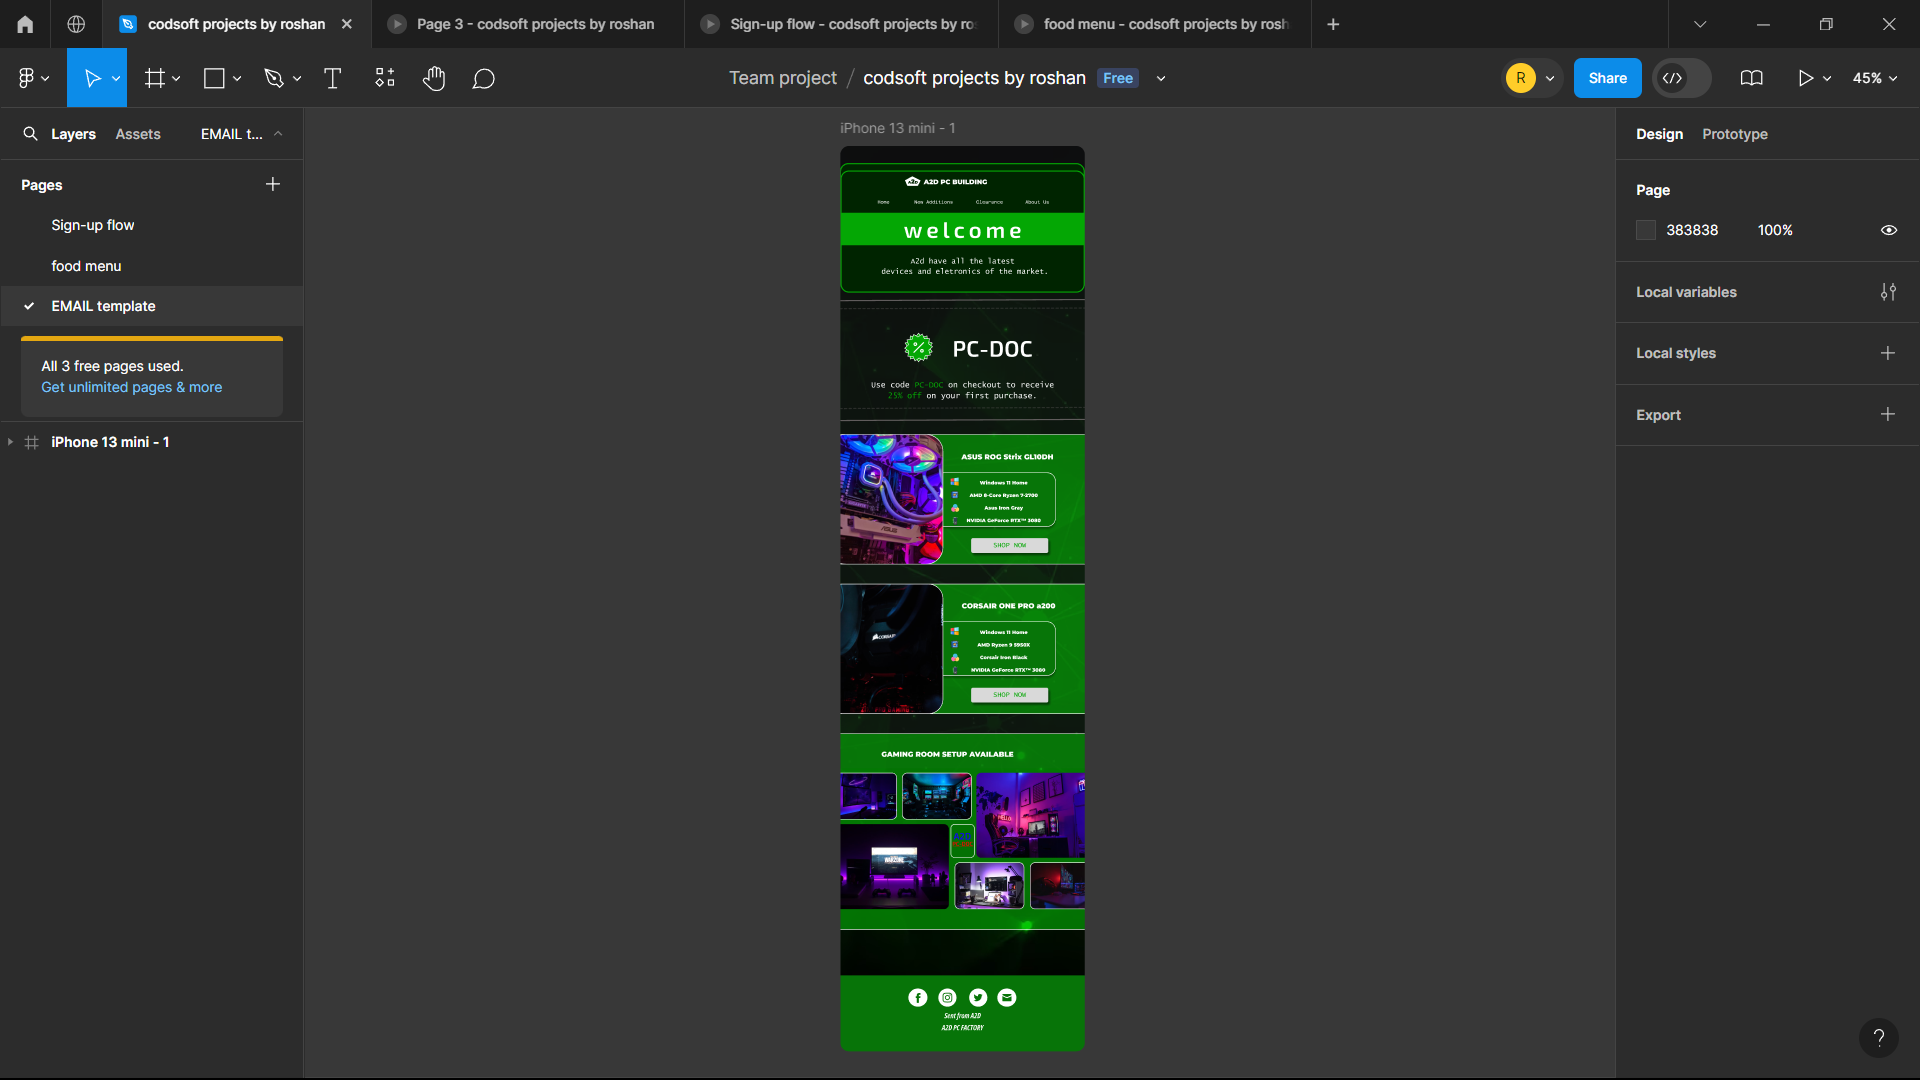 codsoft projects by roshan
Page 3 - codsoft projects by roshan
Sign-up flow - codsoft projects by ro
food menu - codsoft projects by rosh
Team project / codsoft projects by roshan Free
R
Share
45%
Layers
Assets
EMAIL t...
Pages
Sign-up flow
food menu
EMAIL template
All 3 free pages used.
Get unlimited pages & more
iPhone 13 mini - 1
iPhone 13 mini - 1
A2D PC BUILDING
Home New Additions Clearance About Us
welcome
A2d have all the latest
devices and eletronics of the market.
PC-DOC
Use code PC-DOC on checkout to receive
25% off on your first purchase.
ASUS ROG Strix GL10DH
Windows 11 Home
AMD 8-Core Ryzen 7-3700
Asus Iron Gray
NVIDIA GeForce RTX™ 3080
SHOP NOW
CORSAIR ONE PRO a200
Windows 11 Home
AMD Ryzen 9 5950X
Corsair Iron Black
NVIDIA GeForce RTX™ 3080
SHOP NOW
CORSAIR
GAMING ROOM SETUP AVAILABLE
WARZONE
A2D
Sent from A2D
A2D PC FACTORY
Design
Prototype
Page
383838
100%
Local variables
Local styles
Export
?